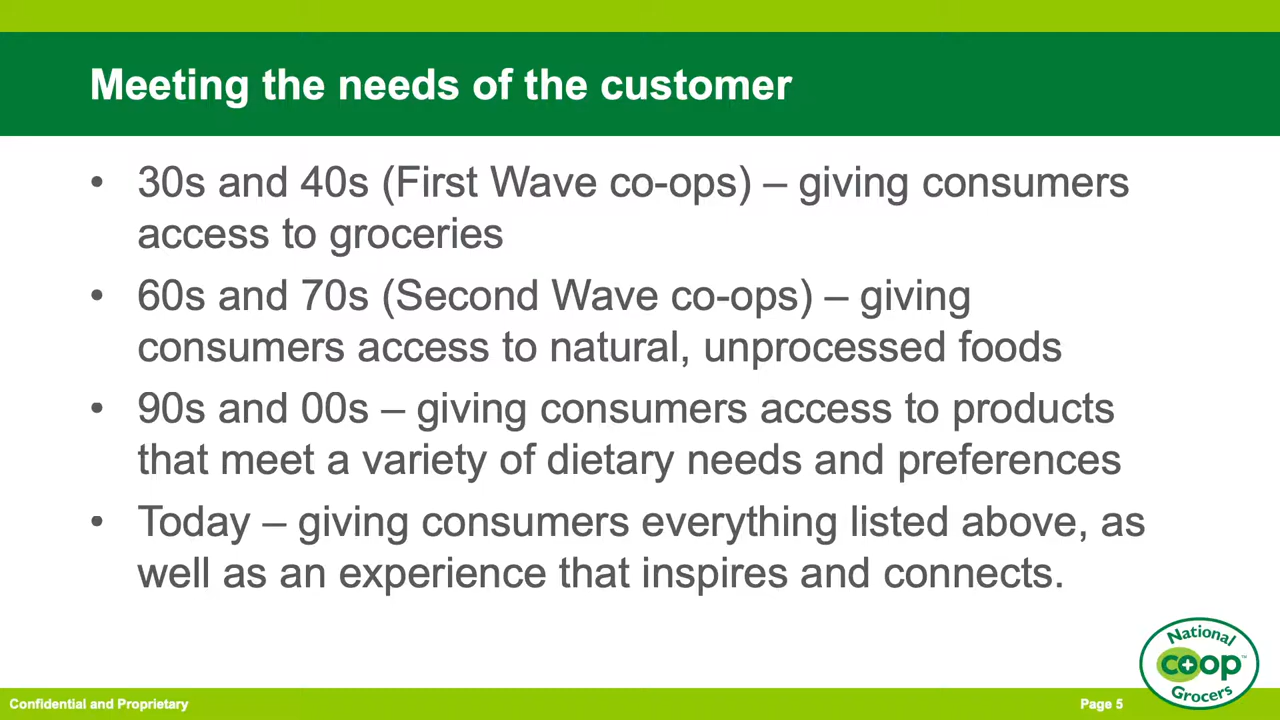 Meeting the needs of the customer
• 30s and 40s (First Wave co-ops) – giving consumers
access to groceries
• 60s and 70s (Second Wave co-ops) – giving
consumers access to natural, unprocessed foods
• 90s and 00s – giving consumers access to products
that meet a variety of dietary needs and preferences
• Today – giving consumers everything listed above, as
well as an experience that inspires and connects.
National
coop™
Grocers
Confidential and Proprietary
Page 5